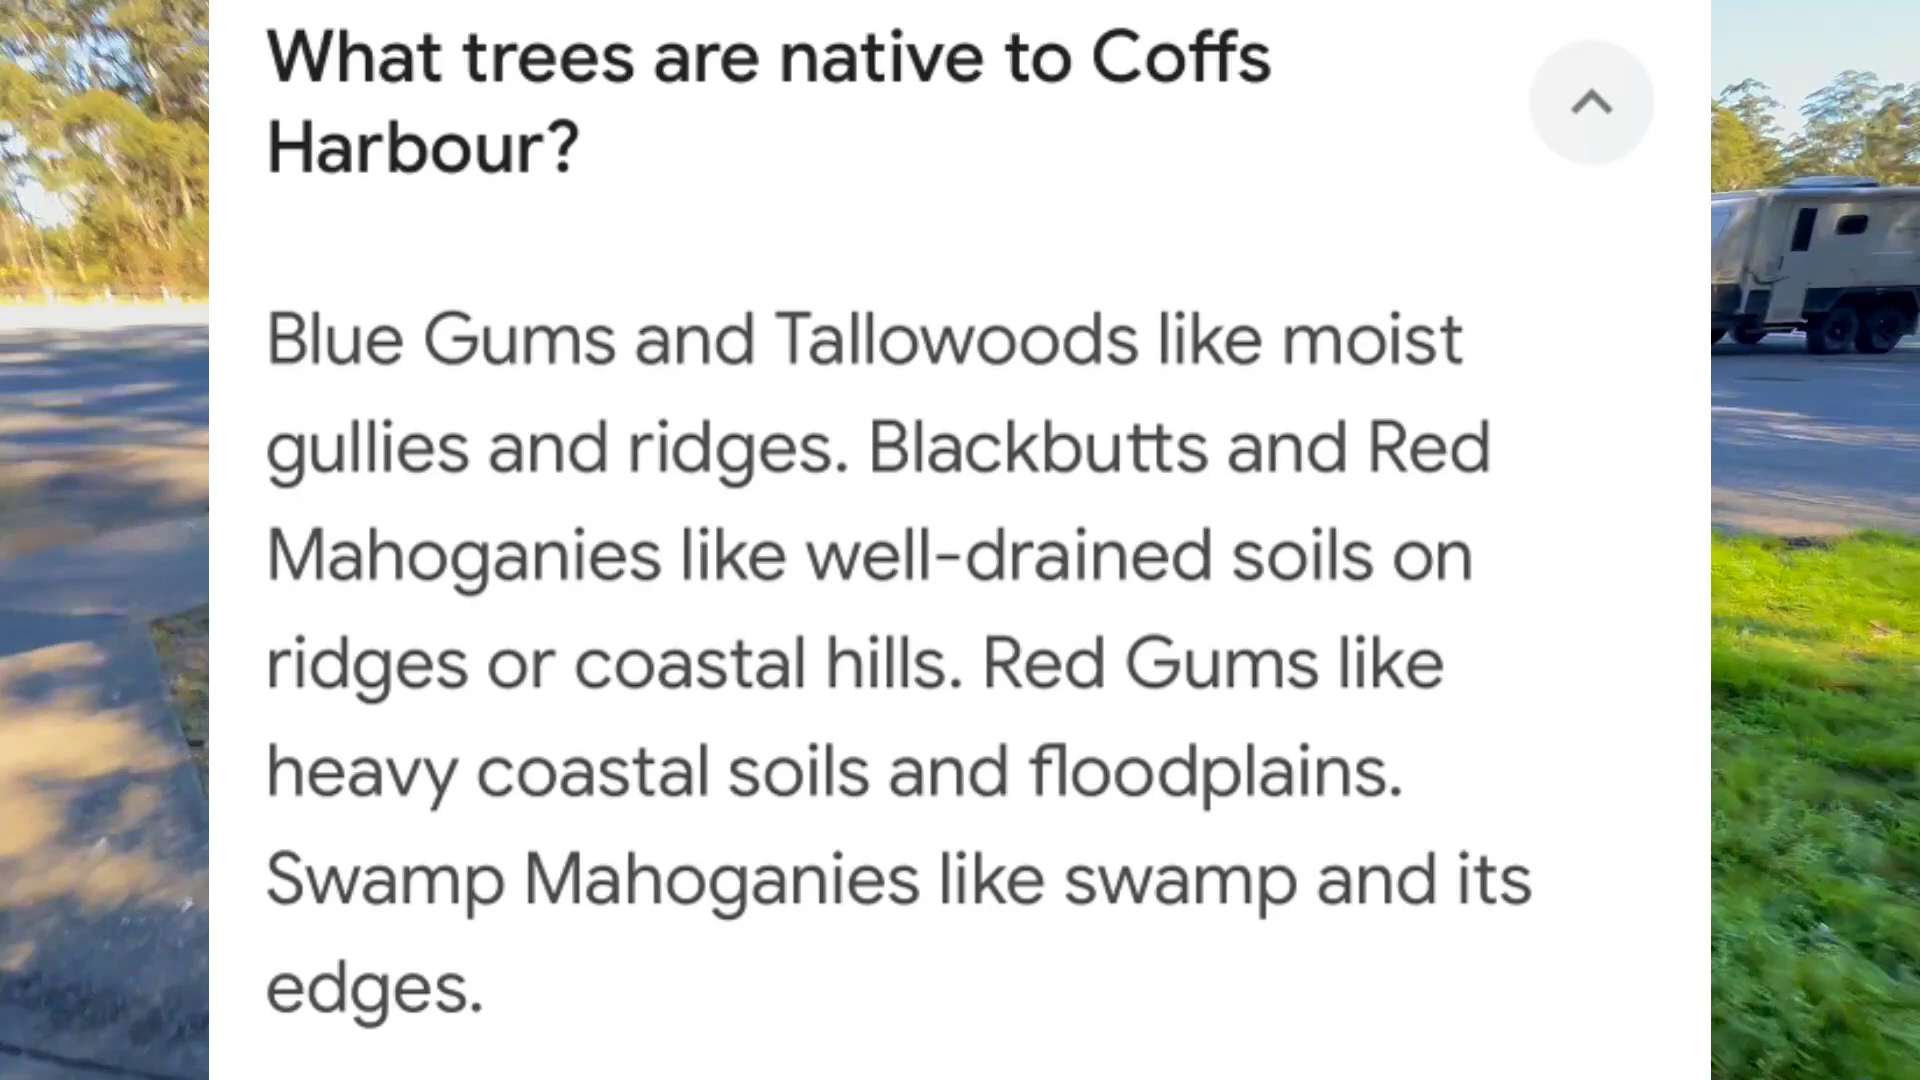 What trees are native to Coffs
Harbour?
Blue Gums and Tallowoods like moist
gullies and ridges. Blackbutts and Red
Mahoganies like well-drained soils on
ridges or coastal hills. Red Gums like
heavy coastal soils and floodplains.
Swamp Mahoganies like swamp and its
edges.